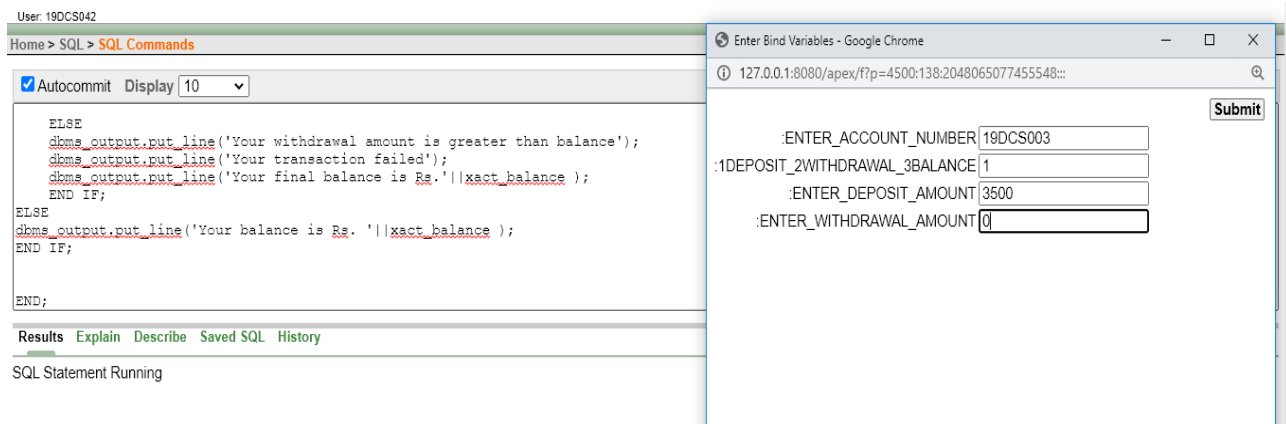 User: 19DCS042
Home > SQL > SQL Commands
Autocommit Display 10
ELSE
dbms_output.put_line('Your withdrawal amount is greater than balance');
dbms_output.put_line('Your transaction failed');
dbms_output.put_line('Your final balance is Rs.'||xact_balance );
END IF;
ELSE
dbms_output.put_line('Your balance is Rs. '||xact_balance );
END IF;
END;
Results Explain Describe Saved SQL History
SQL Statement Running
Enter Bind Variables - Google Chrome
127.0.0.1:8080/apex/f?p=4500:138:2048065077455548:::
Submit
:ENTER_ACCOUNT_NUMBER 19DCS003
:1DEPOSIT_2WITHDRAWAL_3BALANCE 1
:ENTER_DEPOSIT_AMOUNT 3500
:ENTER_WITHDRAWAL_AMOUNT 0